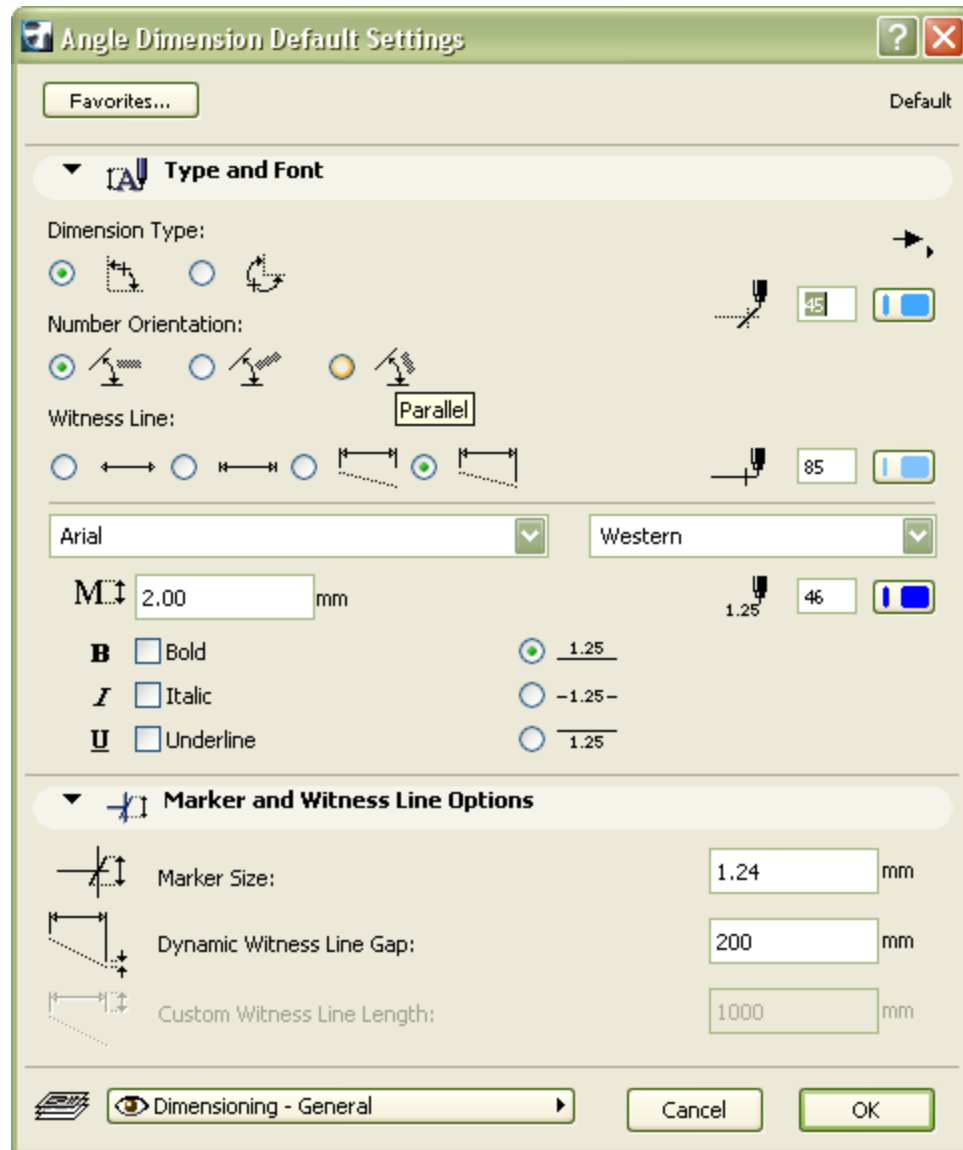 Angle Dimension Default Settings
Favorites... Default
Type and Font
Dimension Type:
45
Number Orientation:
Parallel
Witness Line:
85
Arial Western
M 2.00 mm 1.25 46
B Bold 1.25
I Italic -1.25-
U Underline 1.25
Marker and Witness Line Options
Marker Size: 1.24 mm
Dynamic Witness Line Gap: 200 mm
Custom Witness Line Length: 1000 mm
Dimensioning - General Cancel OK